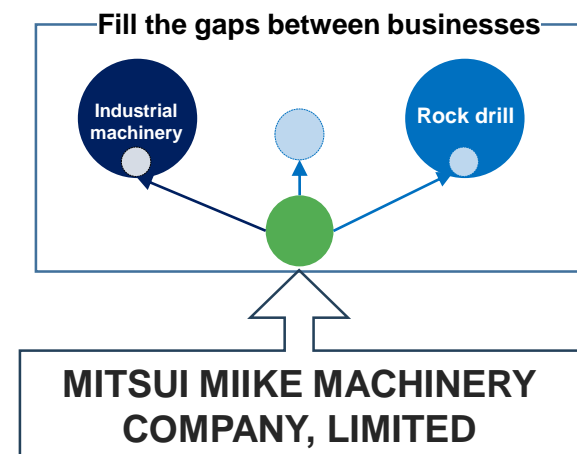 Fill the gaps between businesses
Industrial
machinery
Rock drill
MITSUI MIIKE MACHINERY
COMPANY, LIMITED